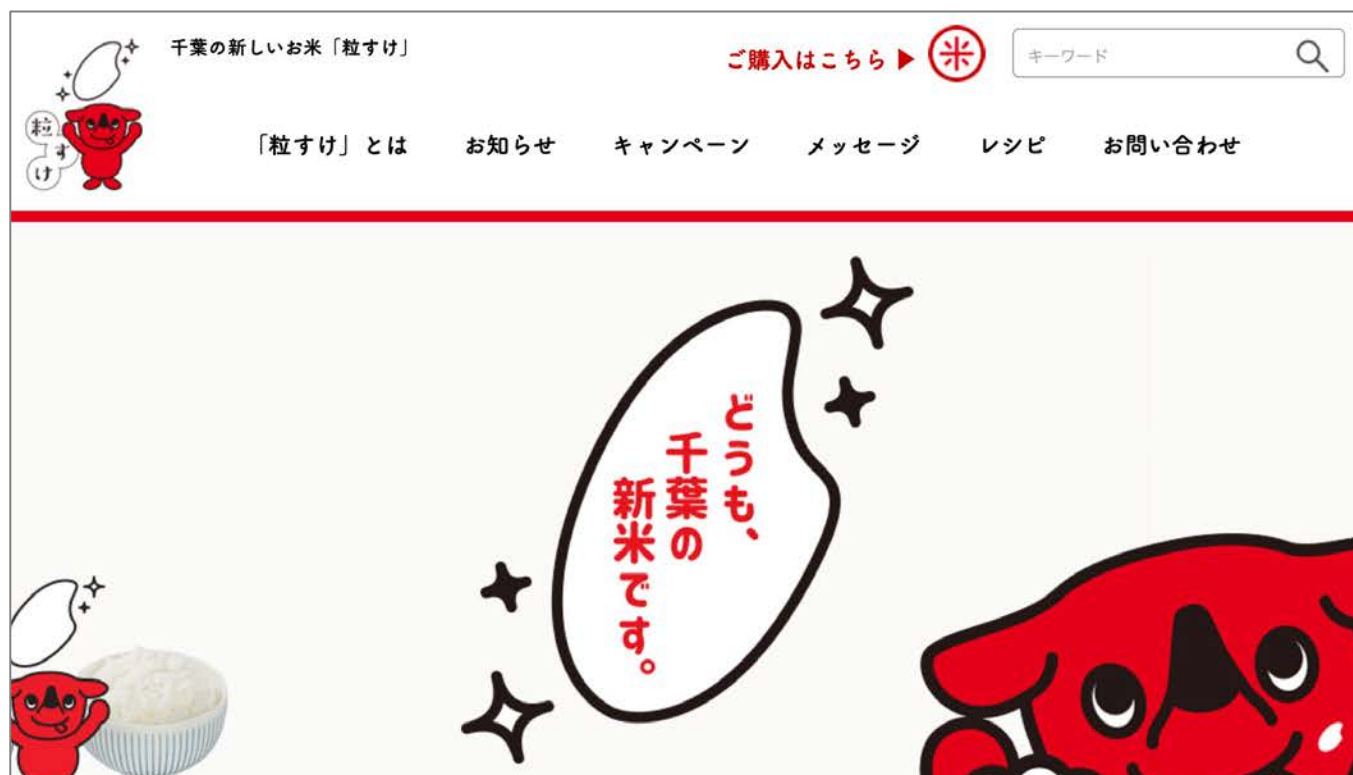 千葉の新しいお米「粒すけ」
ご購入はこちら ▶
米
キーワード
粒すけ
「粒すけ」とは
お知らせ
キャンペーン
メッセージ
レシピ
お問い合わせ
どうも、
千葉の
新米です。